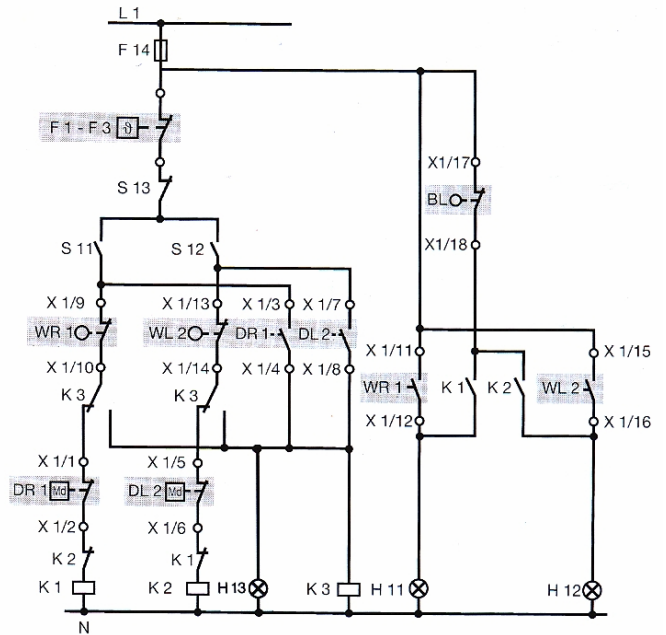 L 1
F 14
F 1 - F 3 ϑ
X1/17
S 13
BL
S 11
S 12
X1/18
X 1/9
X 1/13
X 1/3
X 1/7
WR 1
WL 2
DR 1
DL 2
X 1/11
X 1/15
X 1/10
X 1/14
X 1/4
X 1/8
WR 1
K 1
K 2
WL 2
K 3
K 3
X 1/12
X 1/16
X 1/1
X 1/5
DR 1 Md
DL 2 Md
X 1/2
X 1/6
K 2
K 1
K 1
K 2
H 13
K 3
H 11
H 12
N